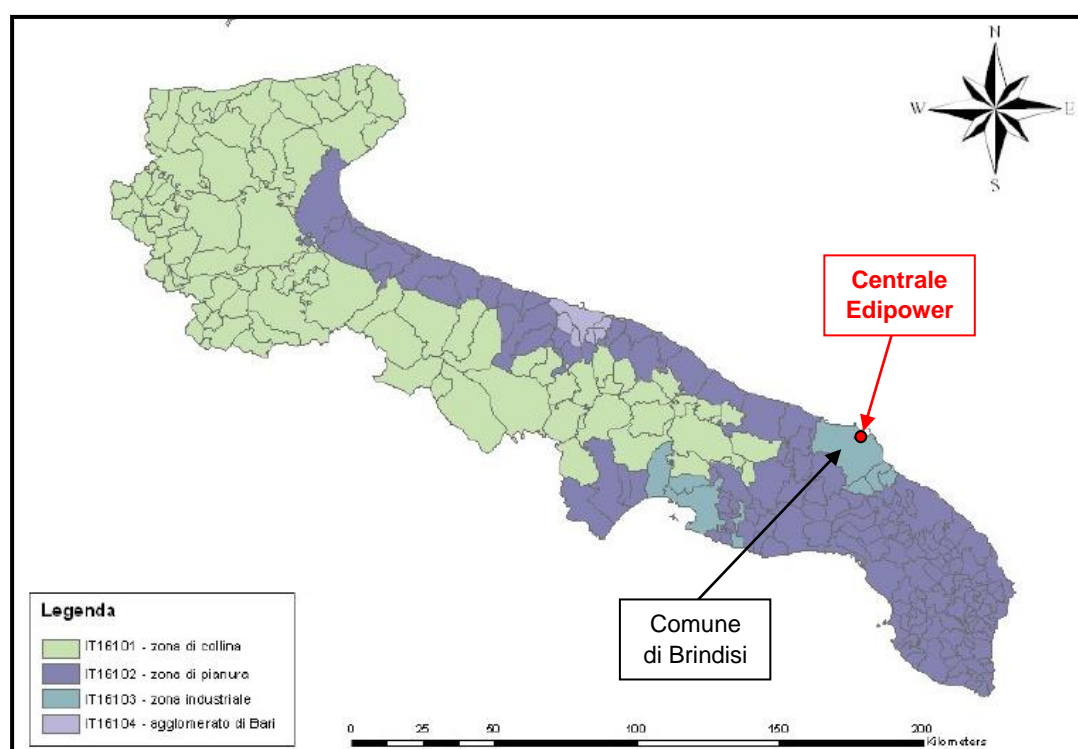 N
W
E
S
Centrale
Edipower
Comune
di Brindisi
Legenda
IT16101 - zona di collina
IT16102 - zona di pianura
IT16103 - zona industriale
IT16104 - agglomerato di Bari
0 25 50 100 150 200
Kilometers